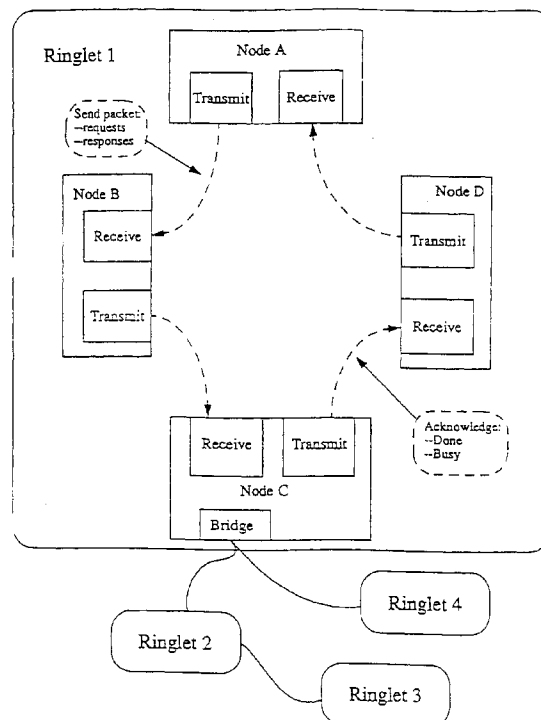 Ringlet 1
Node A
Transmit
Receive
Send packet:
--requests
--responses
Node B
Receive
Transmit
Node D
Transmit
Receive
Receive
Transmit
Node C
Bridge
Acknowledge:
--Done
--Busy
Ringlet 4
Ringlet 2
Ringlet 3